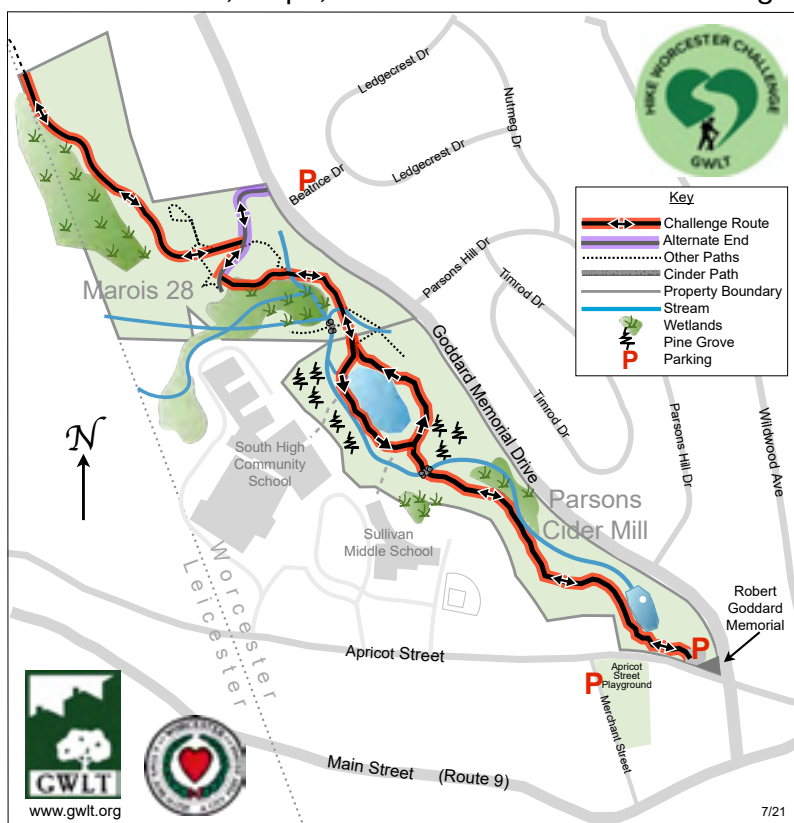 HIKE WORCESTER CHALLENGE
GWLT
Ledgecrest Dr
Nutmeg Dr
Beatrice Dr
Ledgecrest Dr
P
Key
Challenge Route
Alternate End
Other Paths
Cinder Path
Property Boundary
Stream
Wetlands
Pine Grove
P
Parking
Marois 28
Parsons Hill Dr
Timrod Dr
Goddard Memorial Drive
Timrod Dr
Parsons Hill Dr
Wildwood Ave
N
South High
Community
School
Parsons
Cider Mill
Sullivan
Middle School
Worcester
Leicester
Robert
Goddard
Memorial
P
Apricot Street
P
Apricot
Street
Playground
Merchant Street
Main Street (Route 9)
GWLT
www.gwlt.org
7/21